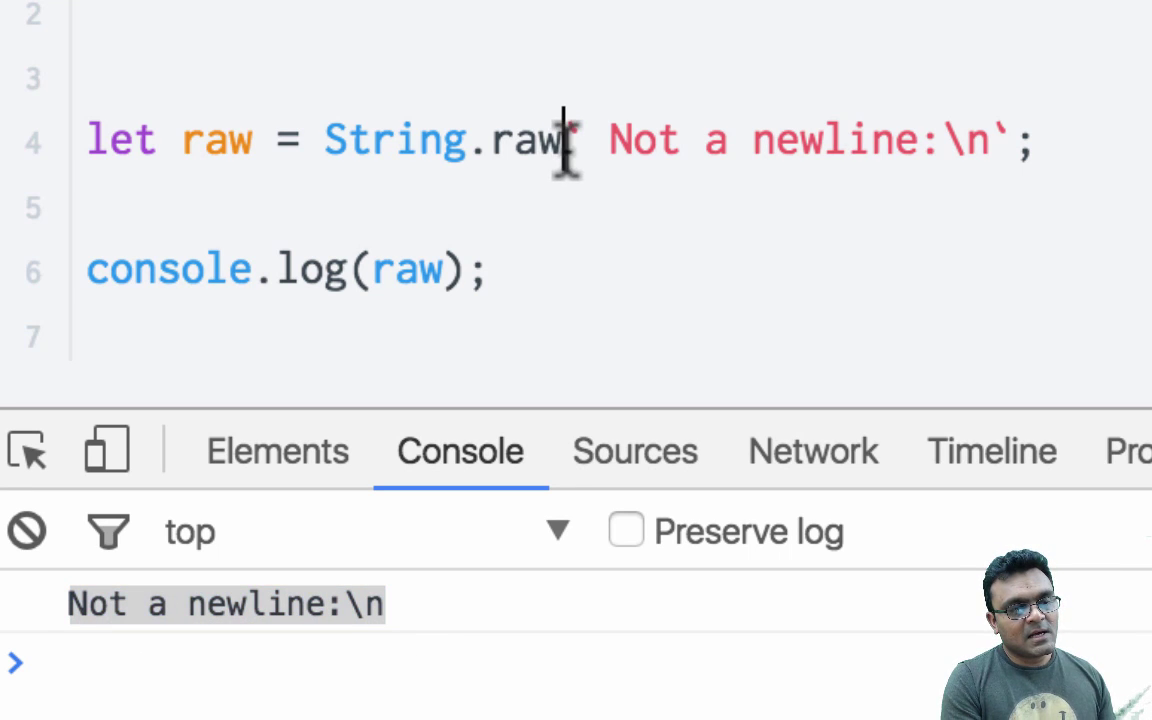 2
3
4 let raw = String.raw` Not a newline:\n`;
5
6 console.log(raw);
7
Elements Console Sources Network Timeline Pro
top Preserve log
Not a newline:\n
>